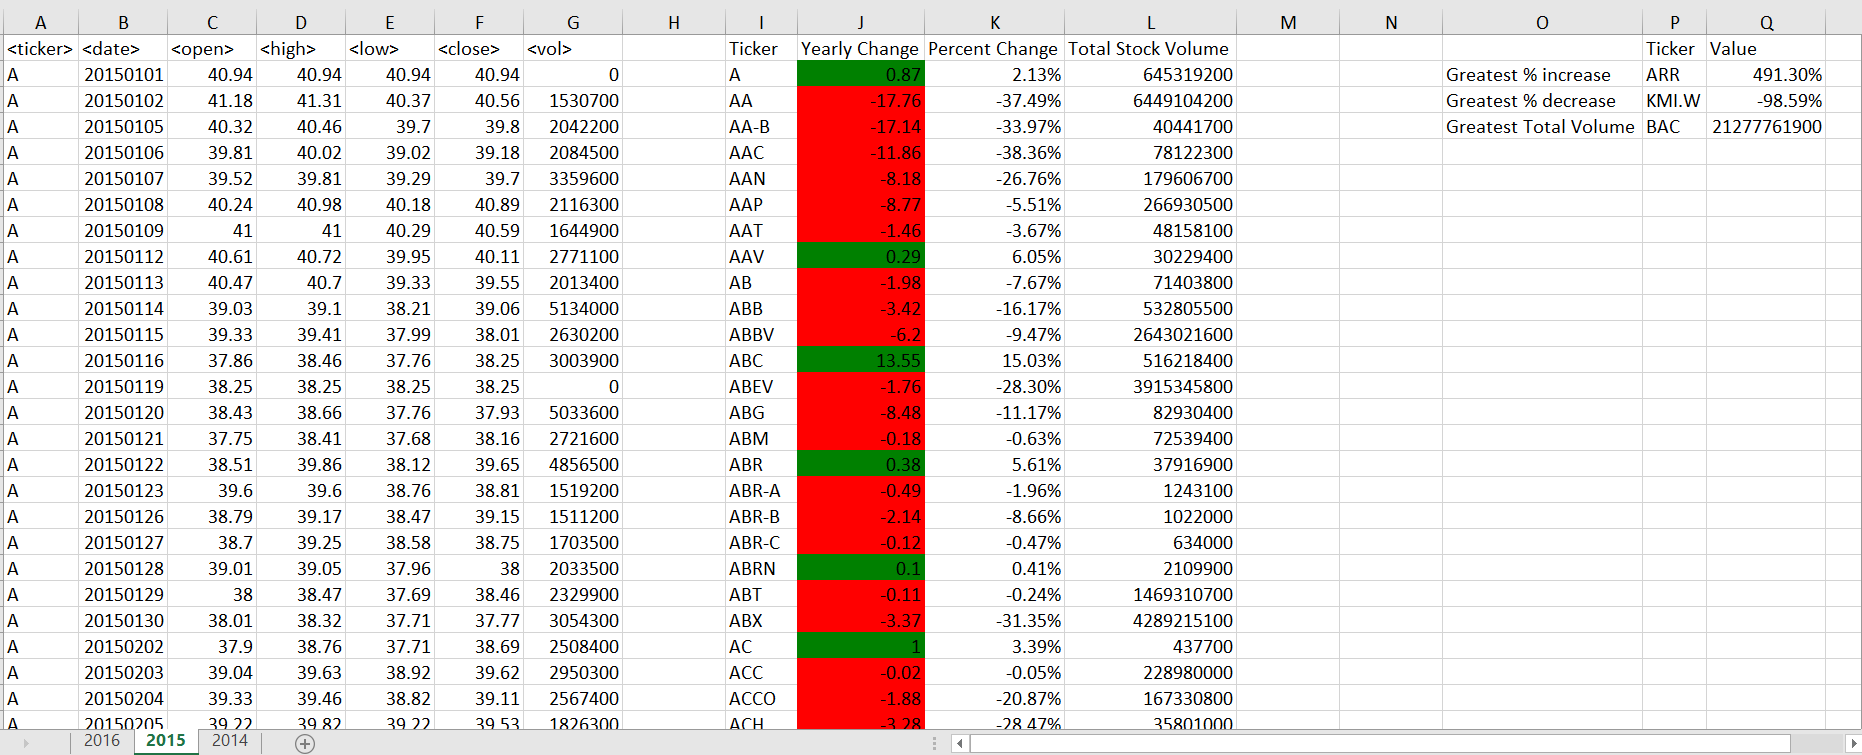 A B C D E F G H I J K L M N O P Q
<ticker> <date> <open> <high> <low> <close> <vol> Ticker Yearly Change Percent Change Total Stock Volume Ticker Value
A 20150101 40.94 40.94 40.94 40.94 0 A 0.87 2.13% 645319200 Greatest % increase ARR 491.30%
A 20150102 41.18 41.31 40.37 40.56 1530700 AA -17.76 -37.49% 6449104200 Greatest % decrease KMI.W -98.59%
A 20150105 40.32 40.46 39.7 39.8 2042200 AA-B -17.14 -33.97% 40441700 Greatest Total Volume BAC 21277761900
A 20150106 39.81 40.02 39.02 39.18 2084500 AAC -11.86 -38.36% 78122300
A 20150107 39.52 39.81 39.29 39.7 3359600 AAN -8.18 -26.76% 179606700
A 20150108 40.24 40.98 40.18 40.89 2116300 AAP -8.77 -5.51% 266930500
A 20150109 41 41 40.29 40.59 1644900 AAT -1.46 -3.67% 48158100
A 20150112 40.61 40.72 39.95 40.11 2771100 AAV 0.29 6.05% 30229400
A 20150113 40.47 40.7 39.33 39.55 2013400 AB -1.98 -7.67% 71403800
A 20150114 39.03 39.1 38.21 39.06 5134000 ABB -3.42 -16.17% 532805500
A 20150115 39.33 39.41 37.99 38.01 2630200 ABBV -6.2 -9.47% 2643021600
A 20150116 37.86 38.46 37.76 38.25 3003900 ABC 13.55 15.03% 516218400
A 20150119 38.25 38.25 38.25 38.25 0 ABEV -1.76 -28.30% 3915345800
A 20150120 38.43 38.66 37.76 37.93 5033600 ABG -8.48 -11.17% 82930400
A 20150121 37.75 38.41 37.68 38.16 2721600 ABM -0.18 -0.63% 72539400
A 20150122 38.51 39.86 38.12 39.65 4856500 ABR 0.38 5.61% 37916900
A 20150123 39.6 39.6 38.76 38.81 1519200 ABR-A -0.49 -1.96% 1243100
A 20150126 38.79 39.17 38.47 39.15 1511200 ABR-B -2.14 -8.66% 1022000
A 20150127 38.7 39.25 38.58 38.75 1703500 ABR-C -0.12 -0.47% 634000
A 20150128 39.01 39.05 37.96 38 2033500 ABRN 0.1 0.41% 2109900
A 20150129 38 38.47 37.69 38.46 2329900 ABT -0.11 -0.24% 1469310700
A 20150130 38.01 38.32 37.71 37.77 3054300 ABX -3.37 -31.35% 4289215100
A 20150202 37.9 38.76 37.71 38.69 2508400 AC 1 3.39% 437700
A 20150203 39.04 39.63 38.92 39.62 2950300 ACC -0.02 -0.05% 228980000
A 20150204 39.33 39.46 38.82 39.11 2567400 ACCO -1.88 -20.87% 167330800
A 20150205 39.22 39.82 39.22 39.53 1826300 ACH -3.28 -28.47% 35801000
2016 2015 2014